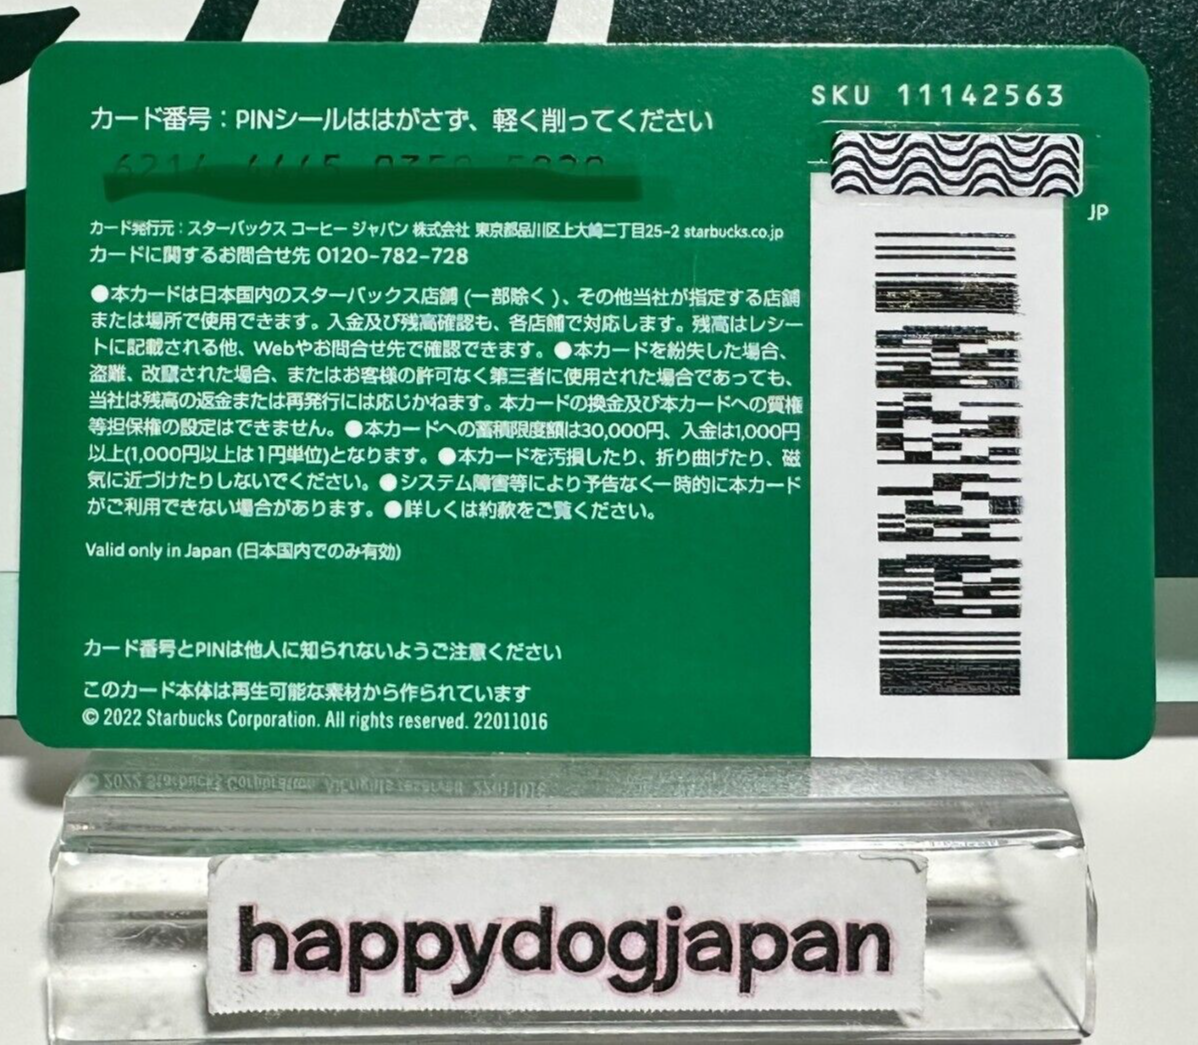 SKU 11142563
カード番号：PINシールははがさず、軽く削ってください
JP
カード発行元：スターバックス コーヒー ジャパン 株式会社 東京都品川区上大崎二丁目25-2 starbucks.co.jp
カードに関するお問合せ先 0120-782-728
●本カードは日本国内のスターバックス店舗 (一部除く)、その他当社が指定する店舗
または場所で使用できます。入金及び残高確認も、各店舗で対応します。残高はレシー
トに記載される他、Webやお問合せ先で確認できます。●本カードを紛失した場合、
盗難、改竄された場合、またはお客様の許可なく第三者に使用された場合であっても、
当社は残高の返金または再発行には応じかねます。本カードの換金及び本カードへの質権
等担保権の設定はできません。●本カードへの蓄積限度額は30,000円、入金は1,000円
以上(1,000円以上は1円単位)となります。●本カードを汚損したり、折り曲げたり、磁
気に近づけたりしないでください。●システム障害等により予告なく一時的に本カード
がご利用できない場合があります。●詳しくは約款をご覧ください。
Valid only in Japan (日本国内でのみ有効)
カード番号とPINは他人に知られないようご注意ください
このカード本体は再生可能な素材から作られています
© 2022 Starbucks Corporation. All rights reserved. 22011016
happydogjapan